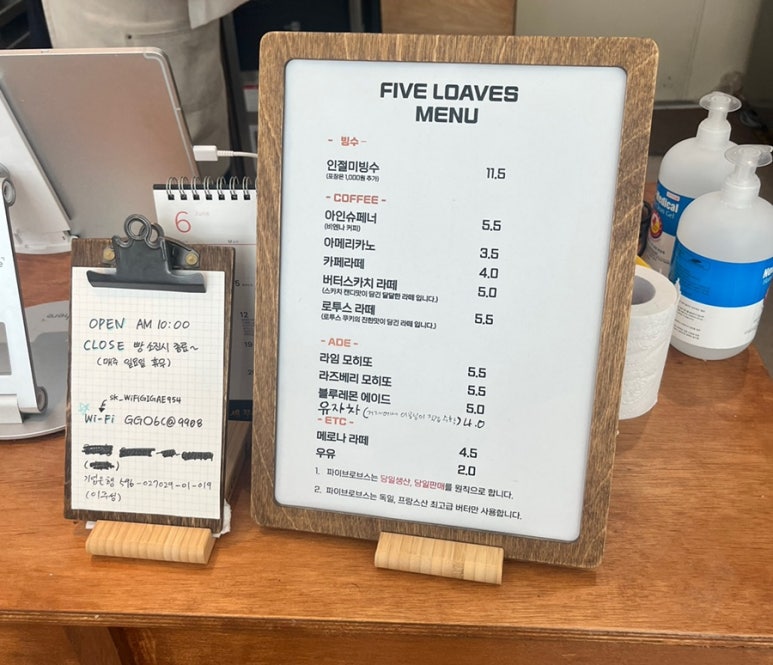 6
OPEN AM 10:00
CLOSE 빵 소진시 종료~
(매주 일요일 휴무)
SK_WiFiGIGAE954
Wi-Fi GGO6C@9908
기업은행 596-027029-01-019
FIVE LOAVES
MENU
- 빙수 -
인절미빙수 11.5
(포장은 1,000원 추가)
- COFFEE -
아인슈페너 5.5
(비엔나 커피)
아메리카노 3.5
카페라떼 4.0
버터스카치 라떼 5.0
(스카치 캔디맛이 담긴 달달한 라떼 입니다.)
로투스 라떼 5.5
(로투스 쿠키의 진한맛이 담긴 라떼 입니다.)
- ADE -
라임 모히또 5.5
라즈베리 모히또 5.5
블루레몬 에이드 5.0
유자차 4.0
- ETC -
메로나 라떼 4.5
우유 2.0
1. 파이브로브스는 당일생산, 당일판매를 원칙으로 합니다.
2. 파이브로브스는 독일, 프랑스산 최고급 버터만 사용합니다.